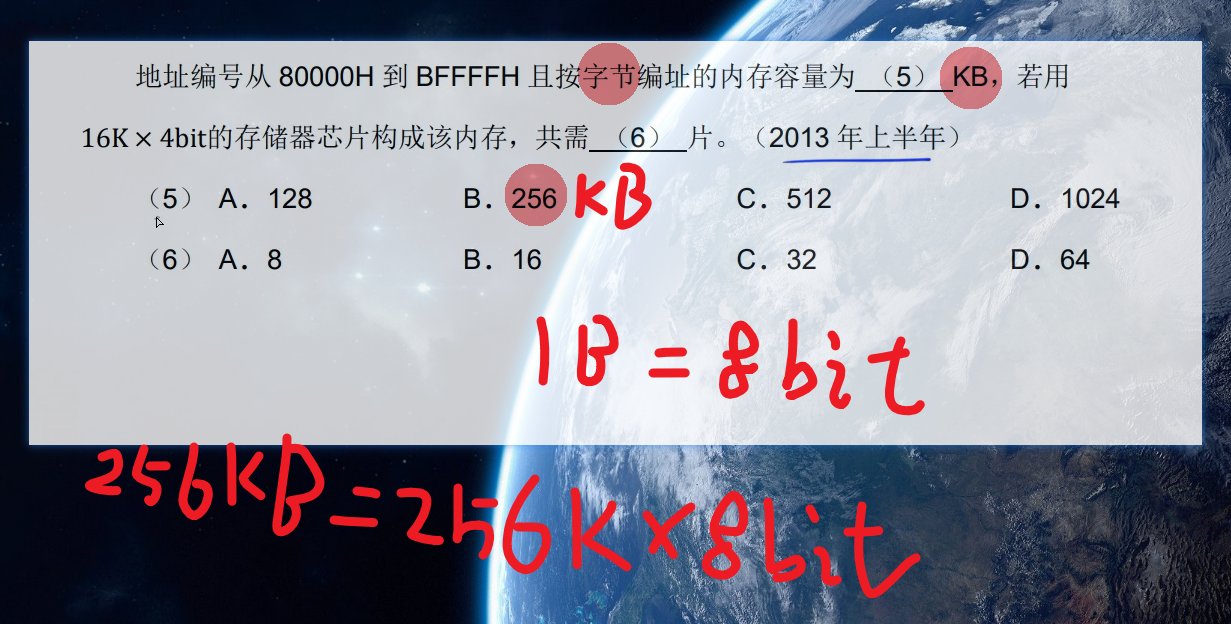 地址编号从 80000H 到 BFFFFH 且按字节编址的内存容量为 （5） KB，若用
16K × 4bit的存储器芯片构成该内存，共需 （6） 片。（2013 年上半年）
（5） A．128 B．256 KB C．512 D．1024
（6） A．8 B．16 C．32 D．64
1B = 8bit
256KB = 256K × 8bit